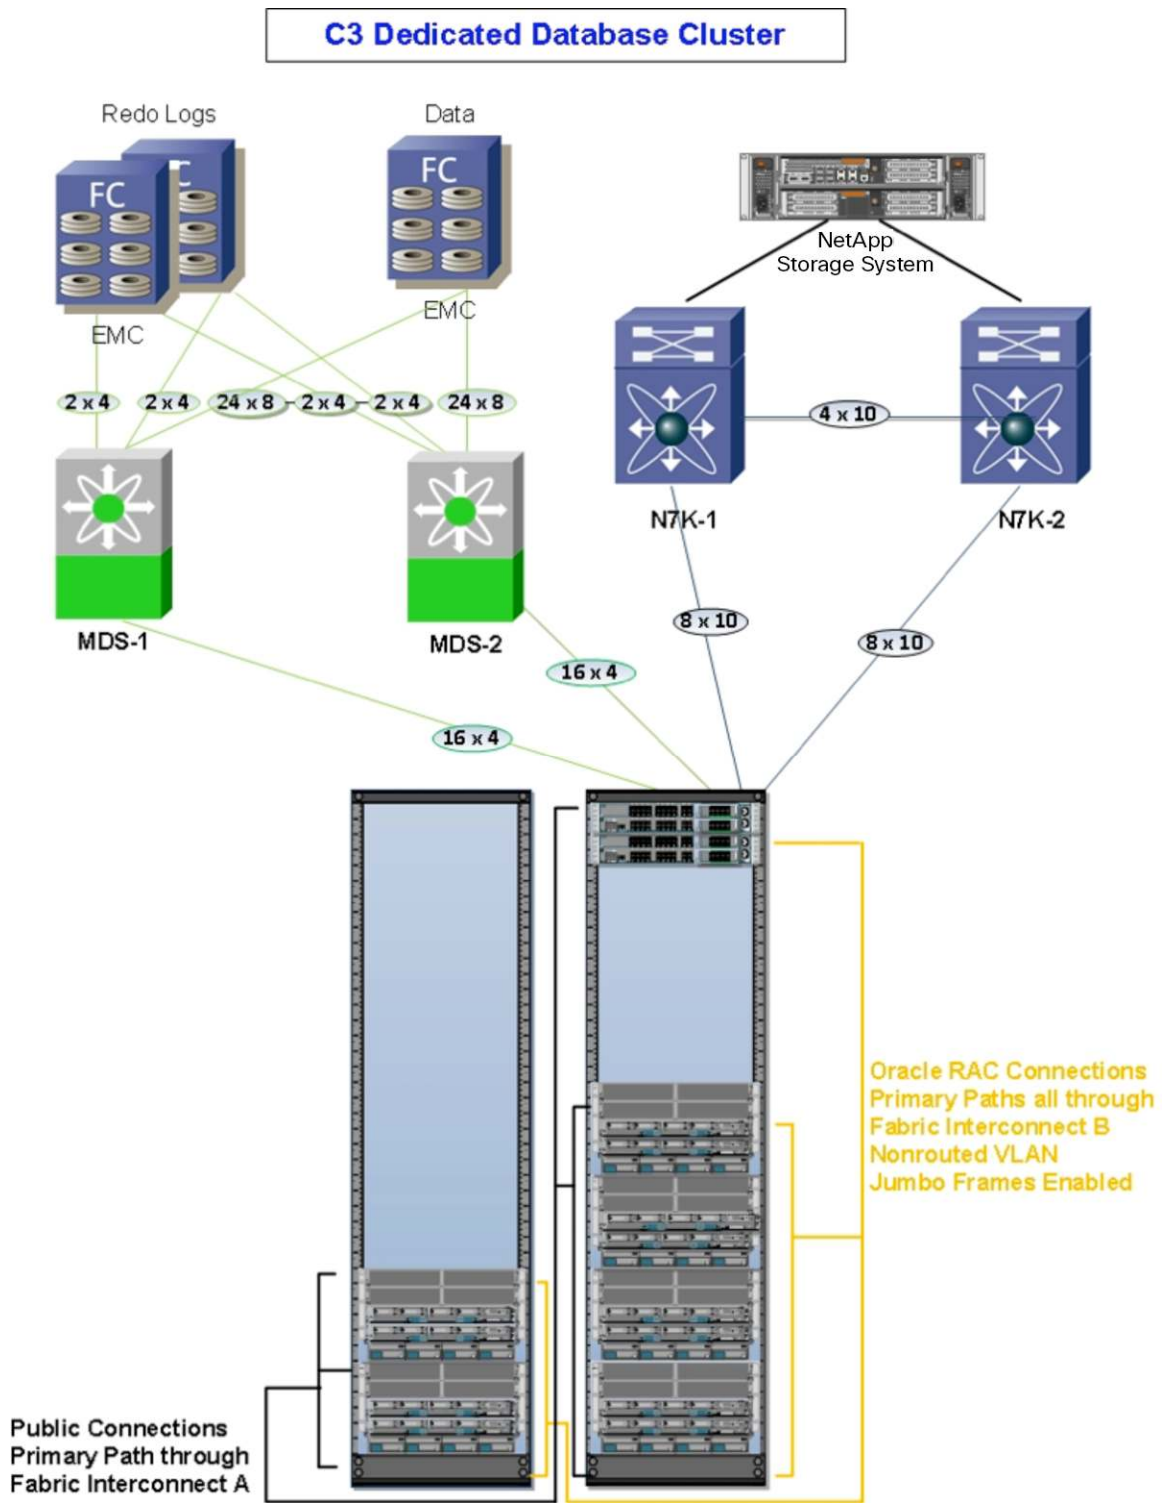 C3 Dedicated Database Cluster
Redo Logs
Data
FC
C
FC
EMC
EMC
NetApp
Storage System
2 x 4
2 x 4
24 x 8
2 x 4
2 x 4
24 x 8
4 x 10
N7K-1
N7K-2
MDS-1
MDS-2
8 x 10
8 x 10
16 x 4
16 x 4
Oracle RAC Connections
Primary Paths all through
Fabric Interconnect B
Nonrouted VLAN
Jumbo Frames Enabled
Public Connections
Primary Path through
Fabric Interconnect A